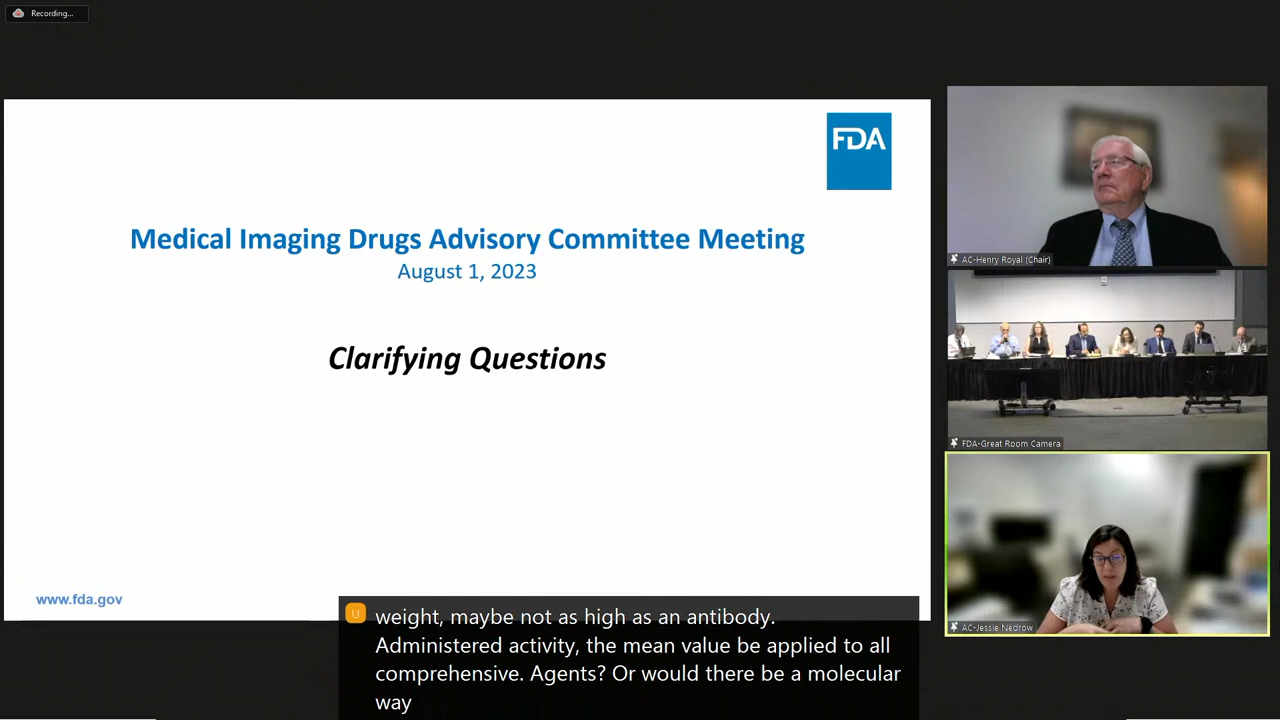 Recording...
FDA
Medical Imaging Drugs Advisory Committee Meeting
August 1, 2023
Clarifying Questions
www.fda.gov
AC-Henry Royal (Chair)
FDA-Great Room Camera
AC-Jessie Nedrow
U
weight, maybe not as high as an antibody.
Administered activity, the mean value be applied to all
comprehensive. Agents? Or would there be a molecular
way